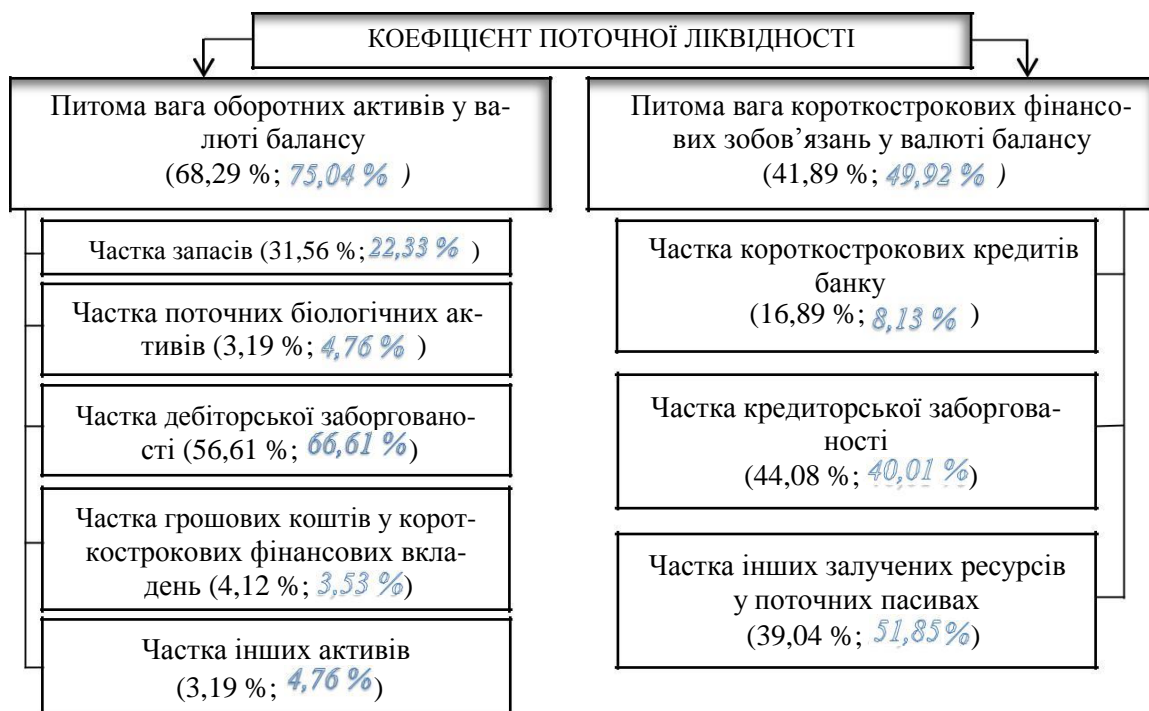 КОЕФІЦІЄНТ ПОТОЧНОЇ ЛІКВІДНОСТІ
Питома вага оборотних активів у ва-
люті балансу
(68,29 %; 75,04 % )
Частка запасів (31,56 %; 22,33 % )
Частка поточних біологічних ак-
тивів (3,19 %; 4,76 % )
Частка дебіторської заборговано-
сті (56,61 %; 66,61 %)
Частка грошових коштів у корот-
кострокових фінансових вкла-
день (4,12 %; 3,53 %)
Частка інших активів
(3,19 %; 4,76 %)
Питома вага короткострокових фінансо-
вих зобов’язань у валюті балансу
(41,89 %; 49,92 % )
Частка короткострокових кредитів
банку
(16,89 %; 8,13 % )
Частка кредиторської заборгова-
ності
(44,08 %; 40,01 %)
Частка інших залучених ресурсів
у поточних пасивах
(39,04 %; 51,85%)